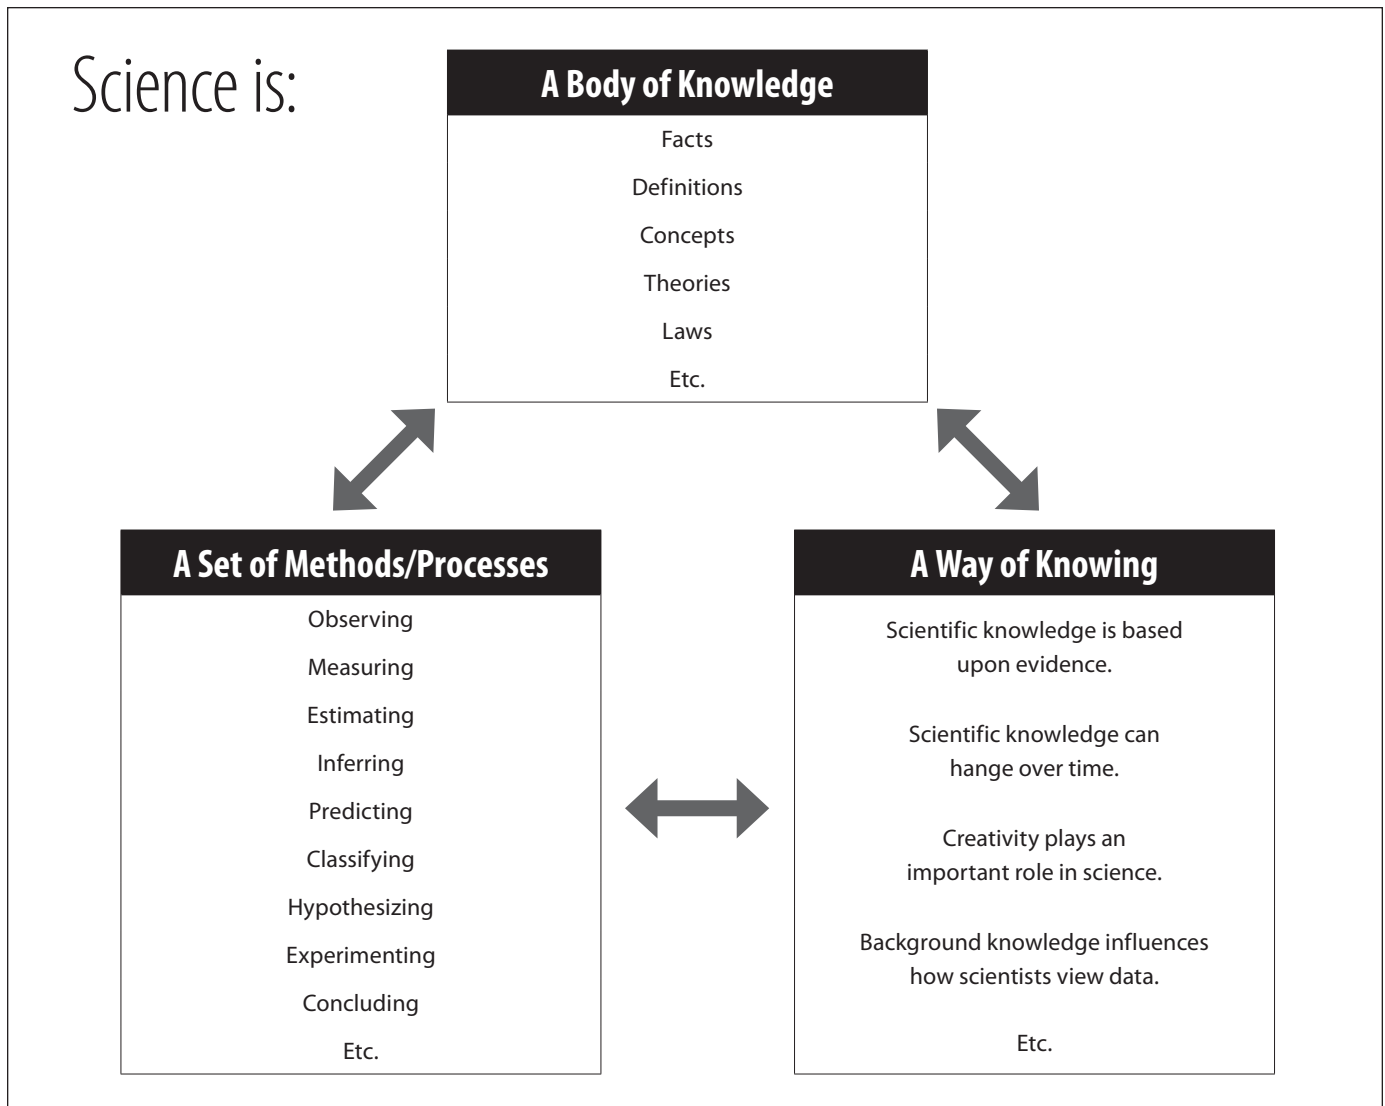 Science is:
A Body of Knowledge
Facts
Definitions
Concepts
Theories
Laws
Etc.
A Set of Methods/Processes
Observing
Measuring
Estimating
Inferring
Predicting
Classifying
Hypothesizing
Experimenting
Concluding
Etc.
A Way of Knowing
Scientific knowledge is based
upon evidence.
Scientific knowledge can
hange over time.
Creativity plays an
important role in science.
Background knowledge influences
how scientists view data.
Etc.